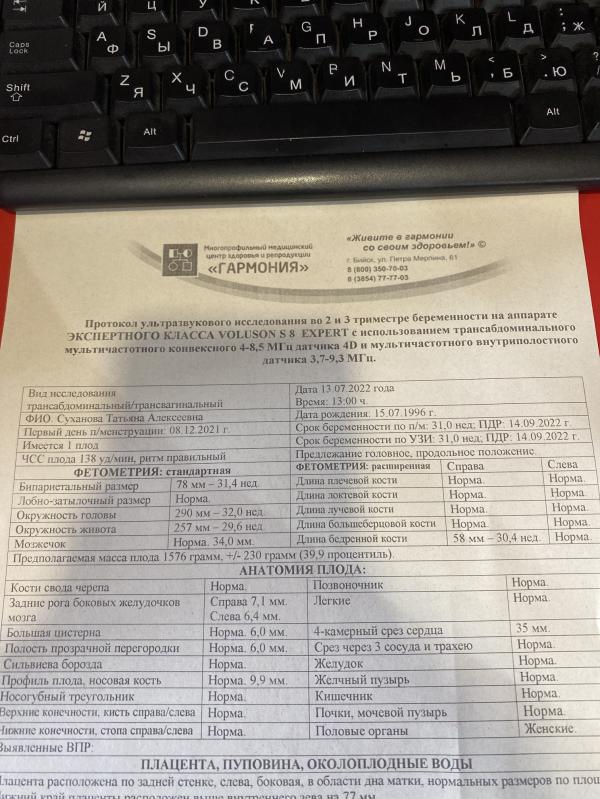 Й Ц У К
Caps Lock
A Ф S Ы D В F А G П H Р J О K Л L Д : ; Ж
Shift
Z Я X Ч C С V М B И N Т M Ь < , Б > . Ю
Ctrl Alt Alt
Многопрофильный медицинский
центр здоровья и репродукции
«ГАРМОНИЯ»
«Живите в гармонии
со своим здоровьем!» ©
г. Бийск, ул. Петра Мерлина, 61
8 (800) 350-70-03
8 (3854) 77-77-03
Протокол ультразвукового исследования во 2 и 3 триместре беременности на аппарате
ЭКСПЕРТНОГО КЛАССА VOLUSON S 8 EXPERT с использованием трансабдоминального
мультичастотного конвексного 4-8,5 МГц датчика 4D и мультичастотного внутриполостного
датчика 3,7-9,3 МГц.
Вид исследования
трансабдоминальный/трансвагинальный
Дата 13.07.2022 года
Время: 13:00 ч.
ФИО. Суханова Татьяна Алексеевна
Дата рождения: 15.07.1996 г.
Первый день п/менструации: 08.12.2021 г.
Срок беременности по п/м: 31,0 нед; ПДР: 14.09.2022 г.
Имеется 1 плод
Срок беременности по УЗИ: 31,0 нед; ПДР: 14.09.2022 г.
ЧСС плода 138 уд/мин, ритм правильный
Предлежание головное, продольное положение.
ФЕТОМЕТРИЯ: стандартная
ФЕТОМЕТРИЯ: расширенная Справа Слева
Бипариетальный размер 78 мм – 31,4 нед. Длина плечевой кости Норма. Норма.
Лобно-затылочный размер Норма. Длина локтевой кости Норма. Норма.
Окружность головы 290 мм – 32,0 нед. Длина лучевой кости Норма. Норма.
Окружность живота 257 мм – 29,6 нед Длина большеберцовой кости Норма. Норма.
Мозжечок Норма. 34,0 мм. Длина бедренной кости 58 мм – 30,4 нед. Норма.
Предполагаемая масса плода 1576 грамм, +/- 230 грамм (39,9 процентиль).
АНАТОМИЯ ПЛОДА:
Кости свода черепа Норма. Позвоночник Норма.
Задние рога боковых желудочков
мозга
Справа 7,1 мм.
Слева 6,4 мм.
Легкие Норма.
Большая цистерна Норма. 6,0 мм. 4-камерный срез сердца 35 мм.
Полость прозрачной перегородки Норма. 6,0 мм. Срез через 3 сосуда и трахею Норма.
Сильвиева борозда Норма. Желудок Норма.
Профиль плода, носовая кость Норма. 9,9 мм. Желчный пузырь Норма.
Носогубный треугольник Норма. Кишечник Норма.
Верхние конечности, кисть справа/слева Норма. Почки, мочевой пузырь Норма.
Нижние конечности, стопа справа/слева Норма. Половые органы Женские.
Выявленные ВПР:
ПЛАЦЕНТА, ПУПОВИНА, ОКОЛОПЛОДНЫЕ ВОДЫ
Плацента расположена по задней стенке, слева, боковая, в области дна матки, нормальных размеров по
Нижний край плаценты расположен выше внутреннего зева на 77 мм